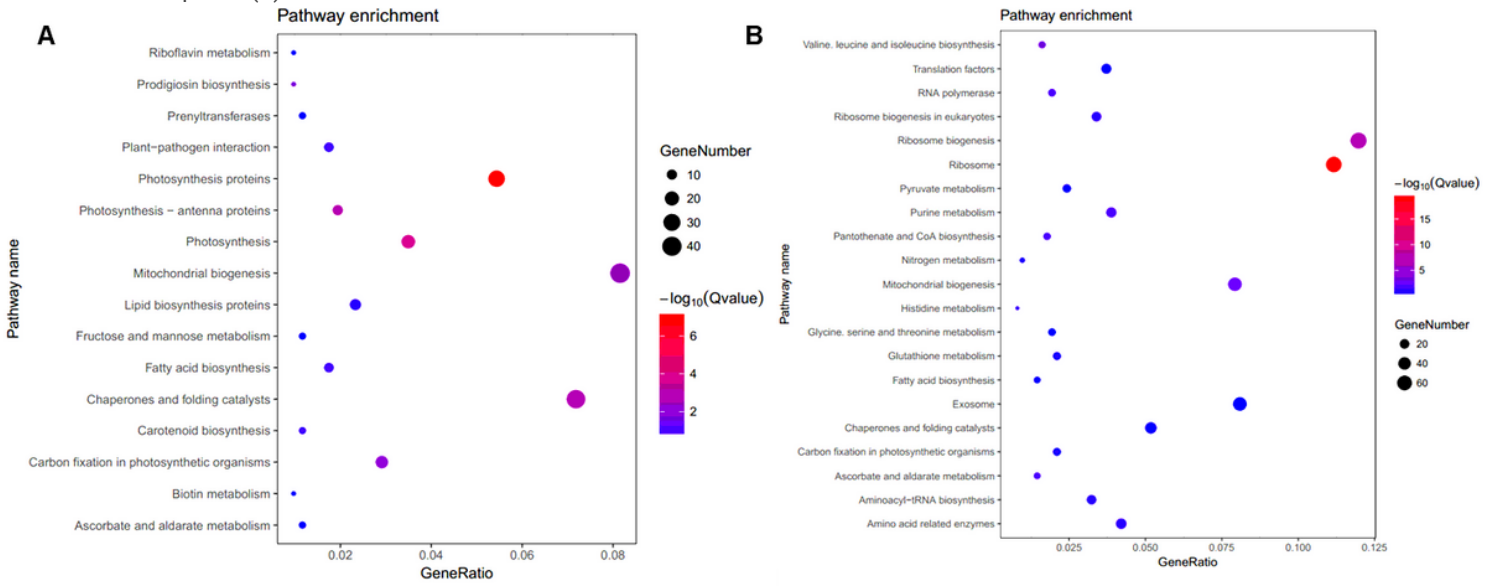 A
Pathway enrichment
Pathway name
Riboflavin metabolism
Prodigiosin biosynthesis
Prenyltransferases
Plant−pathogen interaction
Photosynthesis proteins
Photosynthesis − antenna proteins
Photosynthesis
Mitochondrial biogenesis
Lipid biosynthesis proteins
Fructose and mannose metabolism
Fatty acid biosynthesis
Chaperones and folding catalysts
Carotenoid biosynthesis
Carbon fixation in photosynthetic organisms
Biotin metabolism
Ascorbate and aldarate metabolism
0.02 0.04 0.06 0.08
GeneRatio
GeneNumber
10
20
30
40
−log10(Qvalue)
6
4
2
B
Pathway enrichment
Pathway name
Valine. leucine and isoleucine biosynthesis
Translation factors
RNA polymerase
Ribosome biogenesis in eukaryotes
Ribosome biogenesis
Ribosome
Pyruvate metabolism
Purine metabolism
Pantothenate and CoA biosynthesis
Nitrogen metabolism
Mitochondrial biogenesis
Histidine metabolism
Glycine. serine and threonine metabolism
Glutathione metabolism
Fatty acid biosynthesis
Exosome
Chaperones and folding catalysts
Carbon fixation in photosynthetic organisms
Ascorbate and aldarate metabolism
Aminoacyl−tRNA biosynthesis
Amino acid related enzymes
0.025 0.050 0.075 0.100 0.125
GeneRatio
−log10(Qvalue)
15
10
5
GeneNumber
20
40
60